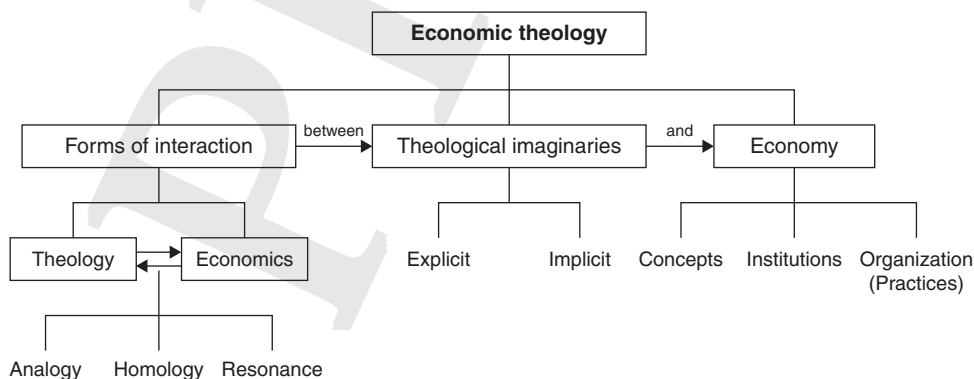 Economic theology
Forms of interaction
between
Theological imaginaries
and
Economy
Theology
Economics
Explicit
Implicit
Concepts
Institutions
Organization
(Practices)
Analogy
Homology
Resonance